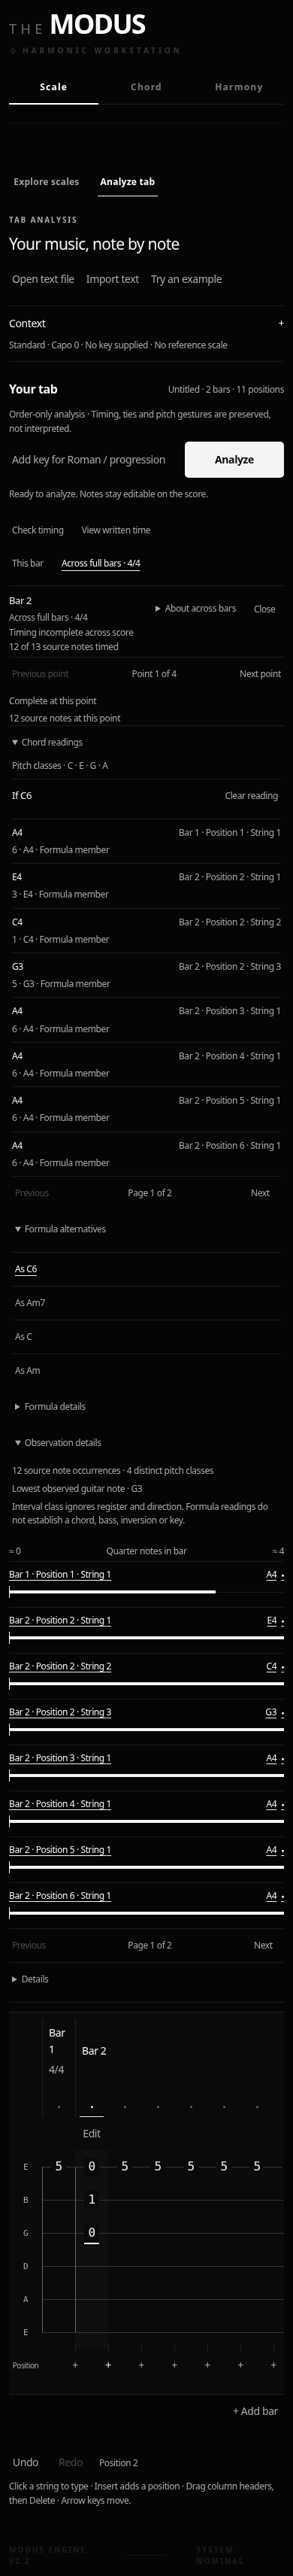 THE MODUS
HARMONIC WORKSTATION
Scale Chord Harmony
Explore scales Analyze tab
TAB ANALYSIS
Your music, note by note
Open text file Import text Try an example
Context +
Standard · Capo 0 · No key supplied · No reference scale
Your tab Untitled · 2 bars · 11 positions
Order-only analysis · Timing, ties and pitch gestures are preserved,
not interpreted.
Add key for Roman / progression Analyze
Ready to analyze. Notes stay editable on the score.
Check timing View written time
This bar Across full bars · 4/4
Bar 2 ▶ About across bars Close
Across full bars · 4/4
Timing incomplete across score
12 of 13 source notes timed
Previous point Point 1 of 4 Next point
Complete at this point
12 source notes at this point
▼ Chord readings
Pitch classes · C · E · G · A
If C6 Clear reading
A4 Bar 1 · Position 1 · String 1
6 · A4 · Formula member
E4 Bar 2 · Position 2 · String 1
3 · E4 · Formula member
C4 Bar 2 · Position 2 · String 2
1 · C4 · Formula member
G3 Bar 2 · Position 2 · String 3
5 · G3 · Formula member
A4 Bar 2 · Position 3 · String 1
6 · A4 · Formula member
A4 Bar 2 · Position 4 · String 1
6 · A4 · Formula member
A4 Bar 2 · Position 5 · String 1
6 · A4 · Formula member
A4 Bar 2 · Position 6 · String 1
6 · A4 · Formula member
Previous Page 1 of 2 Next
▼ Formula alternatives
As C6
As Am7
As C
As Am
▶ Formula details
▼ Observation details
12 source note occurrences · 4 distinct pitch classes
Lowest observed guitar note · G3
Interval class ignores register and direction. Formula readings do
not establish a chord, bass, inversion or key.
≈ 0 Quarter notes in bar ≈ 4
Bar 1 · Position 1 · String 1 A4
Bar 2 · Position 2 · String 1 E4
Bar 2 · Position 2 · String 2 C4
Bar 2 · Position 2 · String 3 G3
Bar 2 · Position 3 · String 1 A4
Bar 2 · Position 4 · String 1 A4
Bar 2 · Position 5 · String 1 A4
Bar 2 · Position 6 · String 1 A4
Previous Page 1 of 2 Next
▶ Details
Bar 1 Bar 2
4/4
Edit
E 5 0 5 5 5 5 5
B 1
G 0
D
A
E
Position + + + + + + +
+ Add bar
Undo Redo Position 2
Click a string to type · Insert adds a position · Drag column headers,
then Delete · Arrow keys move.
MODUS ENGINE SYSTEM
V2.2 NOMINAL